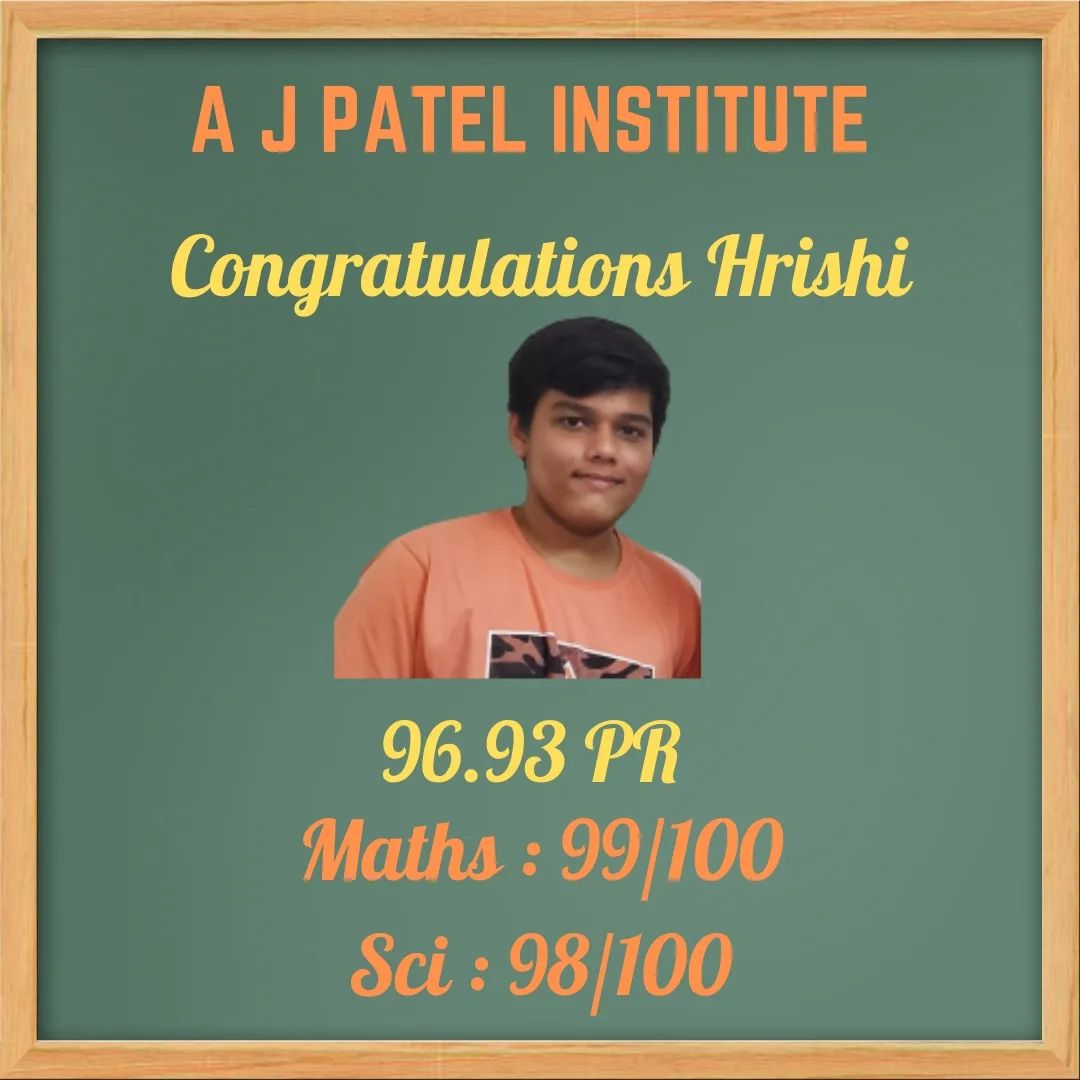 A J PATEL INSTITUTE
Congratulations Hrishi
96.93 PR
Maths : 99/100
Sci : 98/100